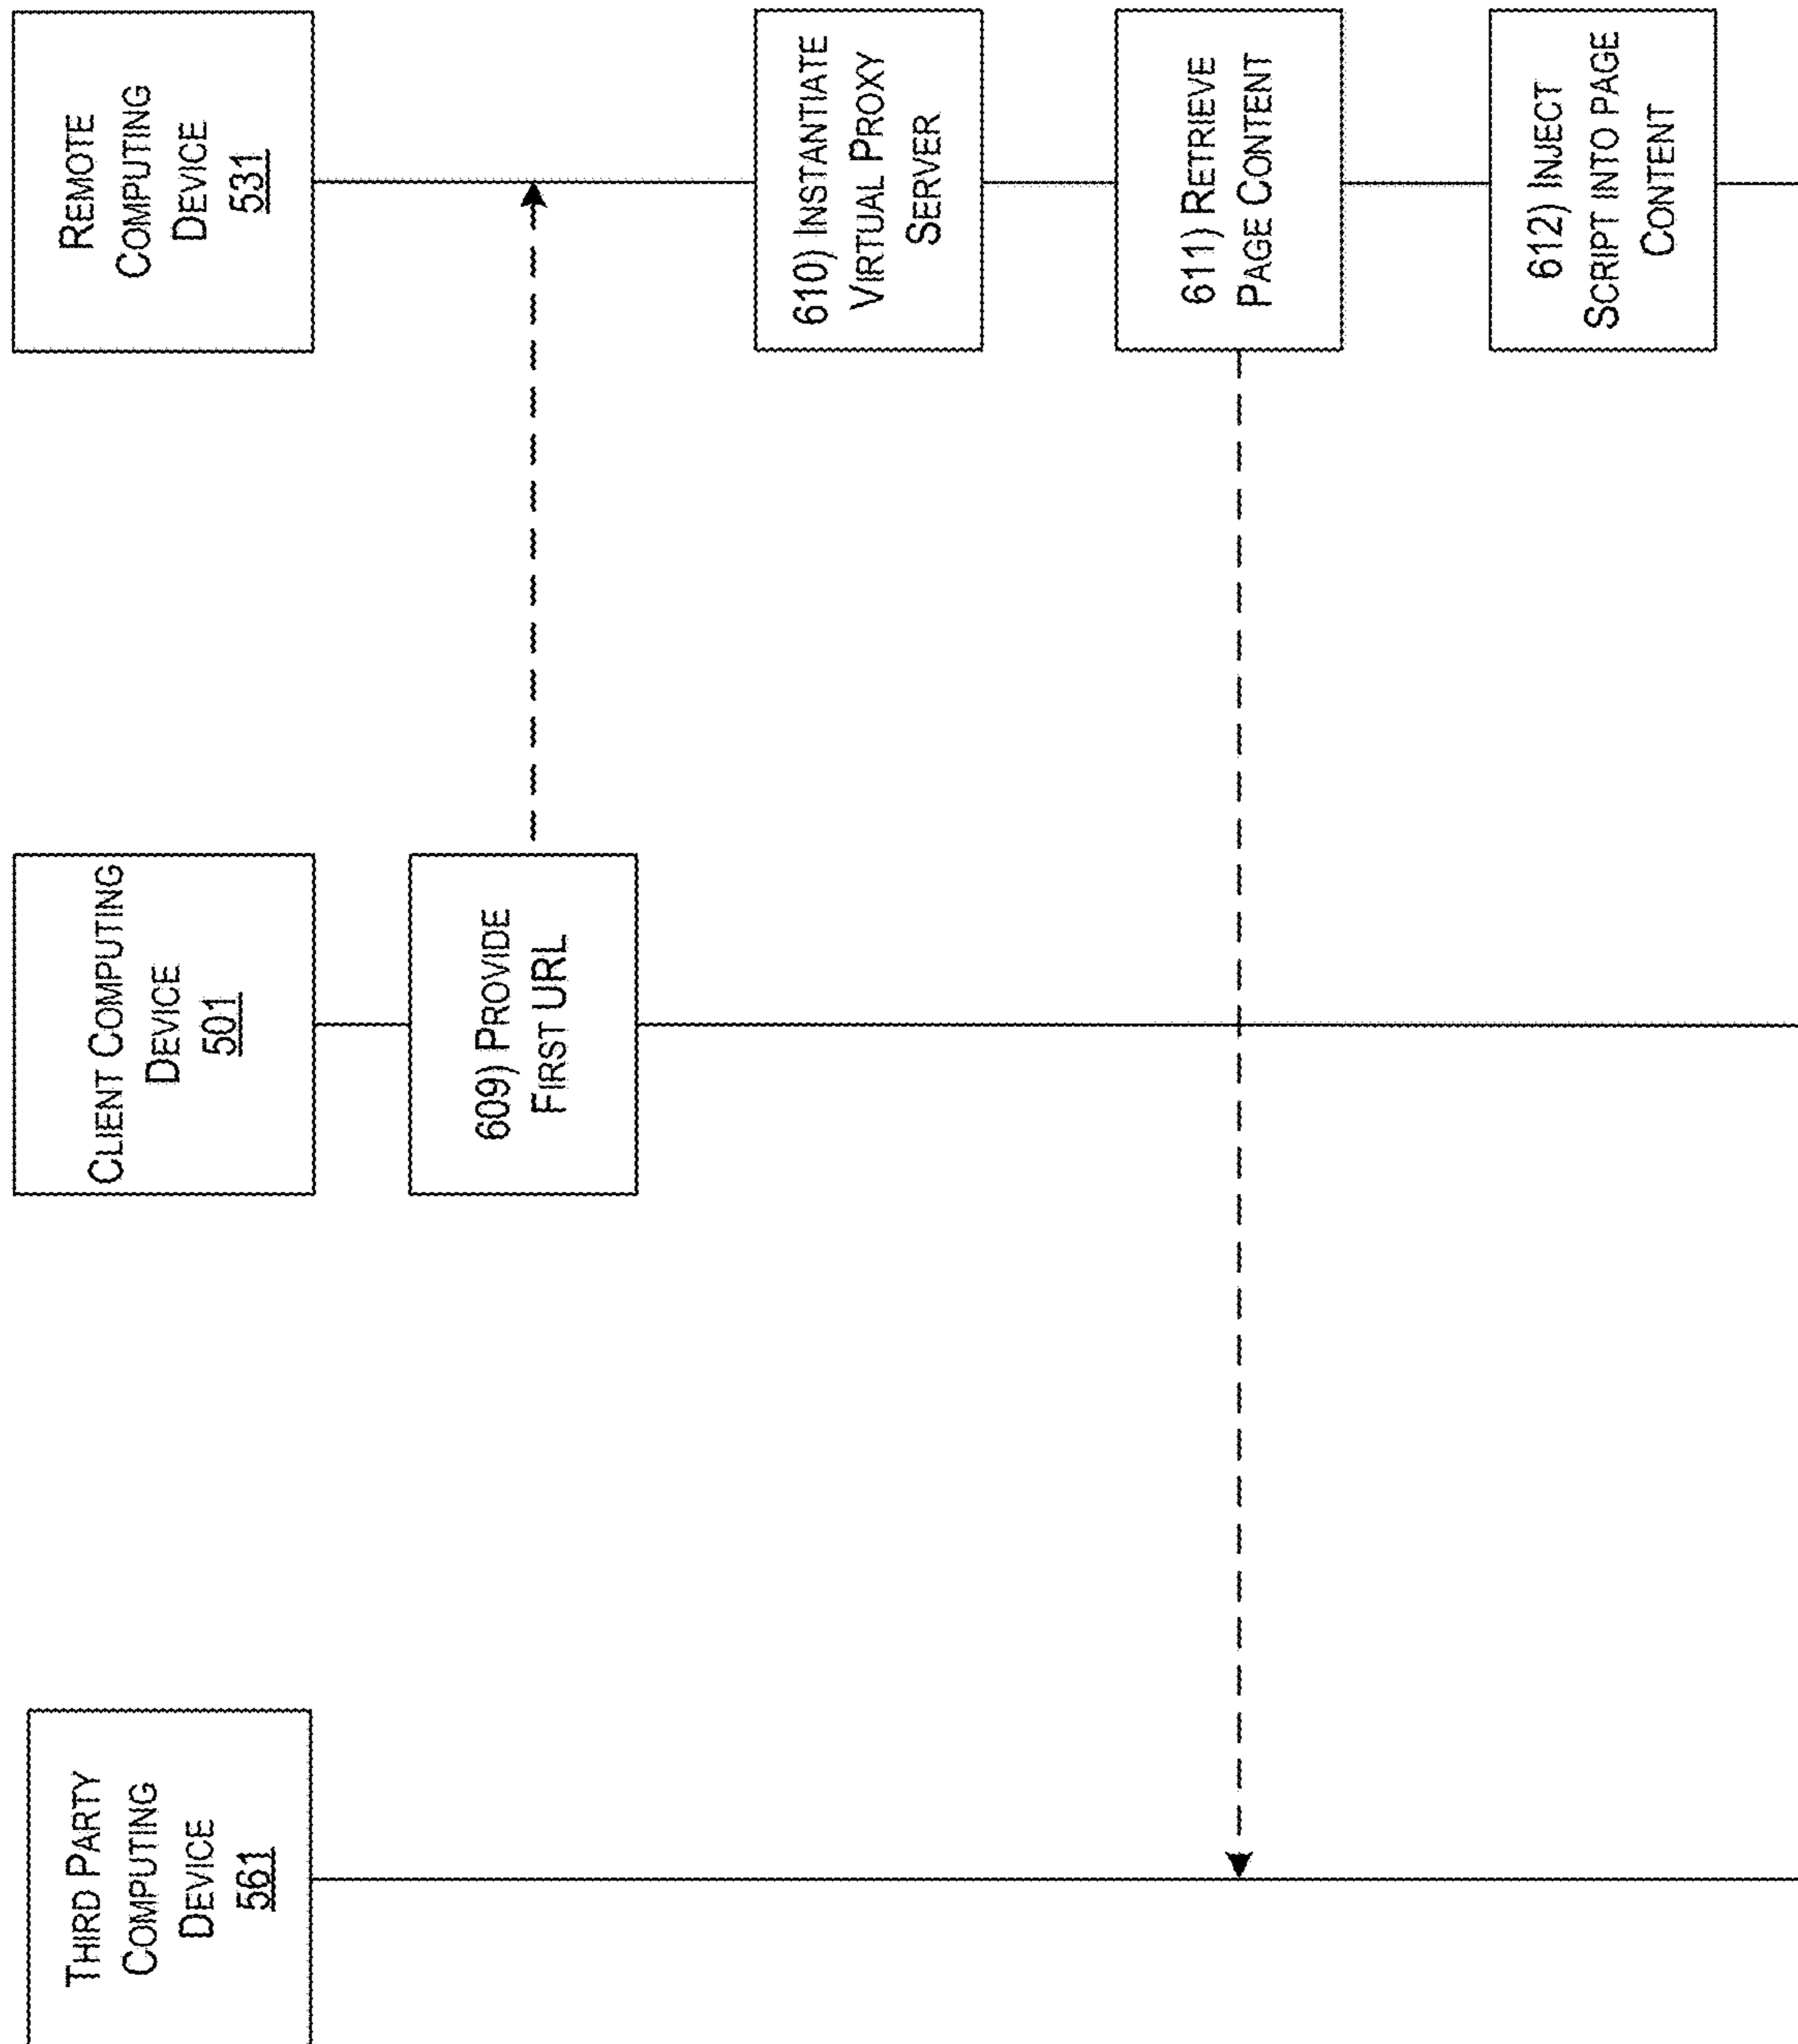 THIRD PARTY
COMPUTING
DEVICE
561
CLIENT COMPUTING
DEVICE
501
REMOTE
COMPUTING
DEVICE
531
609) PROVIDE
FIRST URL
610) INSTANTIATE
VIRTUAL PROXY
SERVER
611) RETRIEVE
PAGE CONTENT
612) INJECT
SCRIPT INTO PAGE
CONTENT